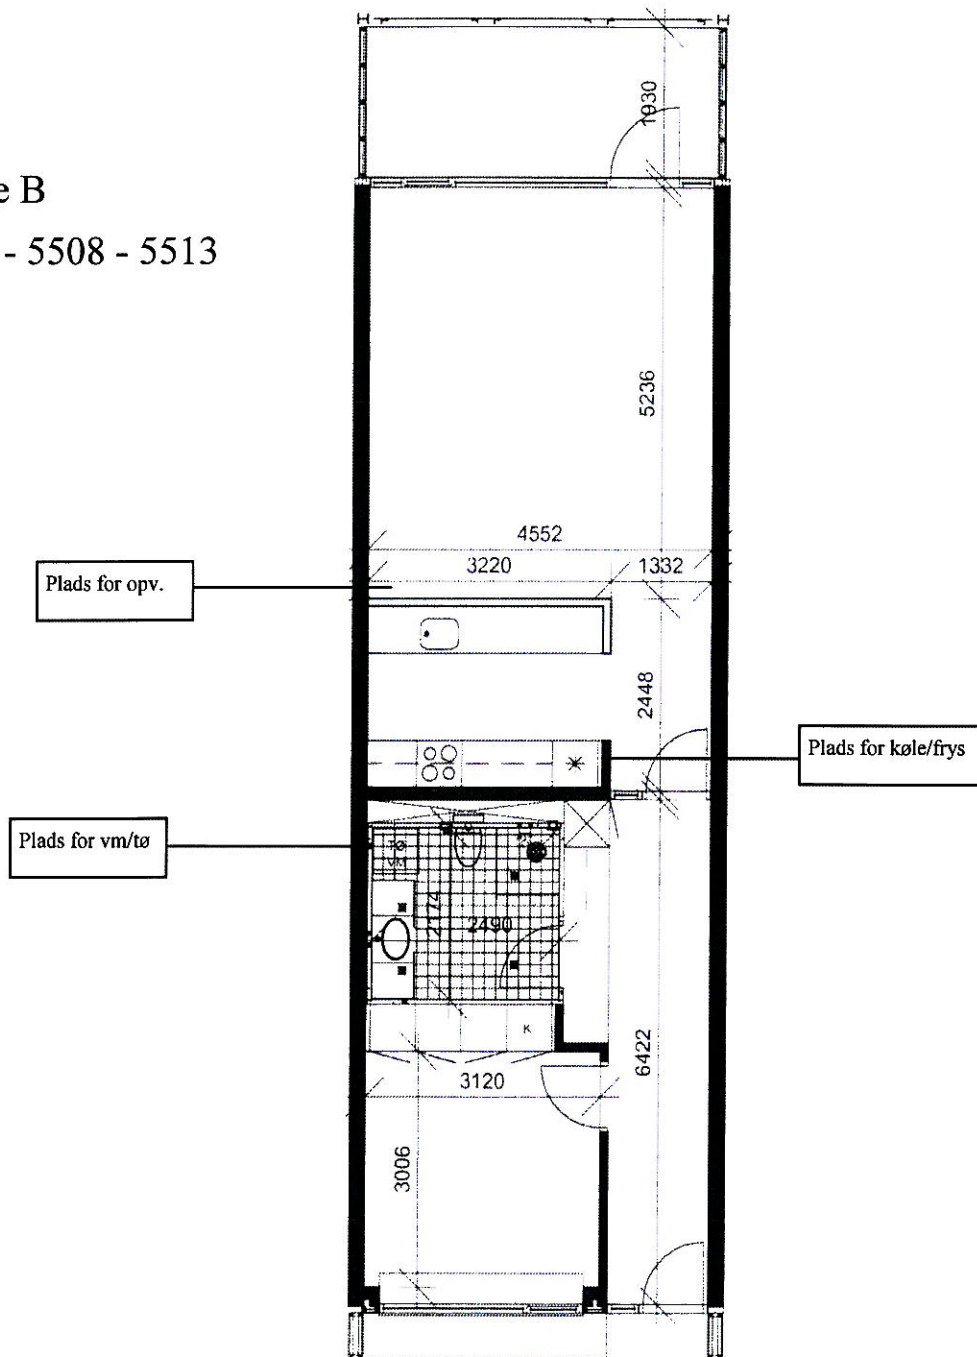 e B
- 5508 - 5513
1930
5236
4552
3220
1332
Plads for opv.
2448
Plads for køle/frys
Plads for vm/tø
TØ
VM
2174
2490
K
6422
3120
3006